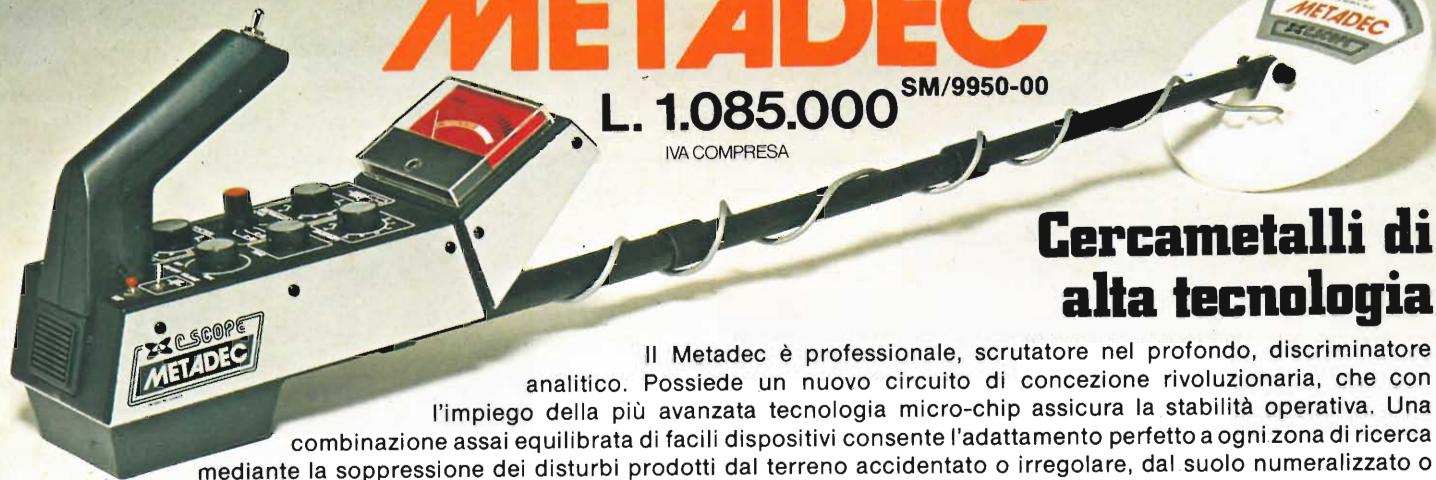 METADEC
L. 1.085.000 SM/9950-00
IVA COMPRESA
METADEC
C-SCOPE
C-SCOPE
METADEC
Cercametalli di
alta tecnologia
Il Metadec è professionale, scrutatore nel profondo, discriminatore
analitico. Possiede un nuovo circuito di concezione rivoluzionaria, che con
l'impiego della più avanzata tecnologia micro-chip assicura la stabilità operativa. Una
combinazione assai equilibrata di facili dispositivi consente l'adattamento perfetto a ogni zona di ricerca
mediante la soppressione dei disturbi prodotti dal terreno accidentato o irregolare, dal suolo numeralizzato o